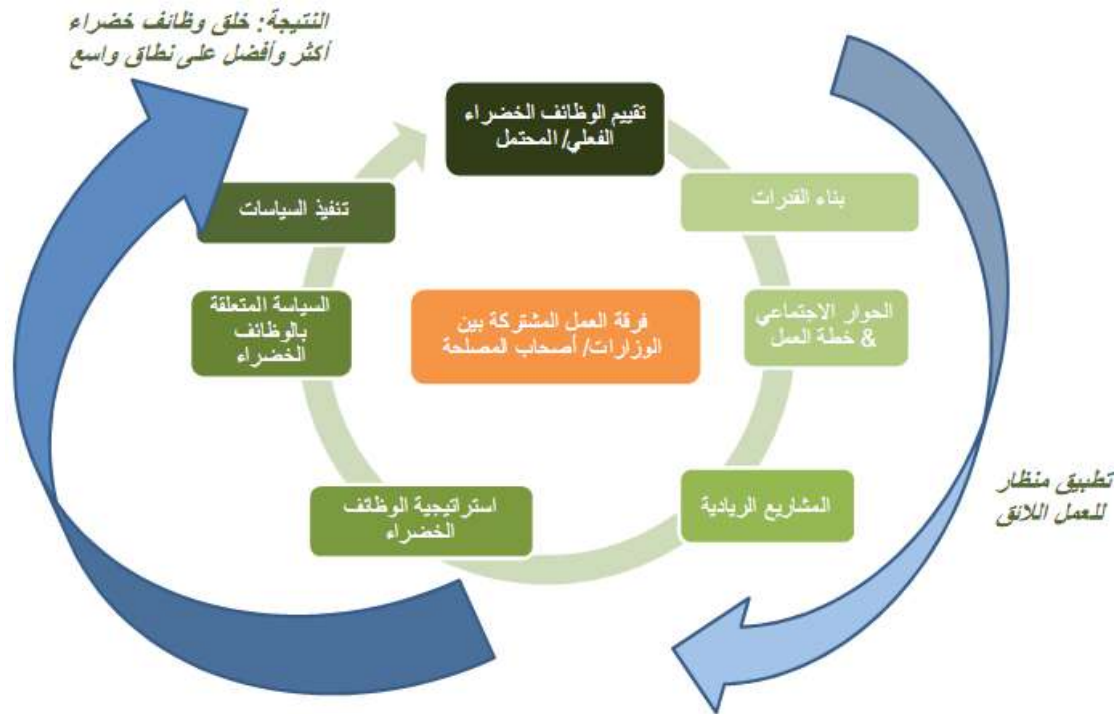 النتيجة: خلق وظائف خضراء
أكثر وأفضل على نطاق واسع
تقييم الوظائف الخضراء
الفعلي/ المحتمل
بناء القدرات
الحوار الاجتماعي
& خطة العمل
المشاريع الريادية
استراتيجية الوظائف
الخضراء
السياسة المتعلقة
بالوظائف
الخضراء
تنفيذ السياسات
فرقة العمل المشتركة بين
الوزارات/ أصحاب المصلحة
تطبيق منظار
للعمل اللائق